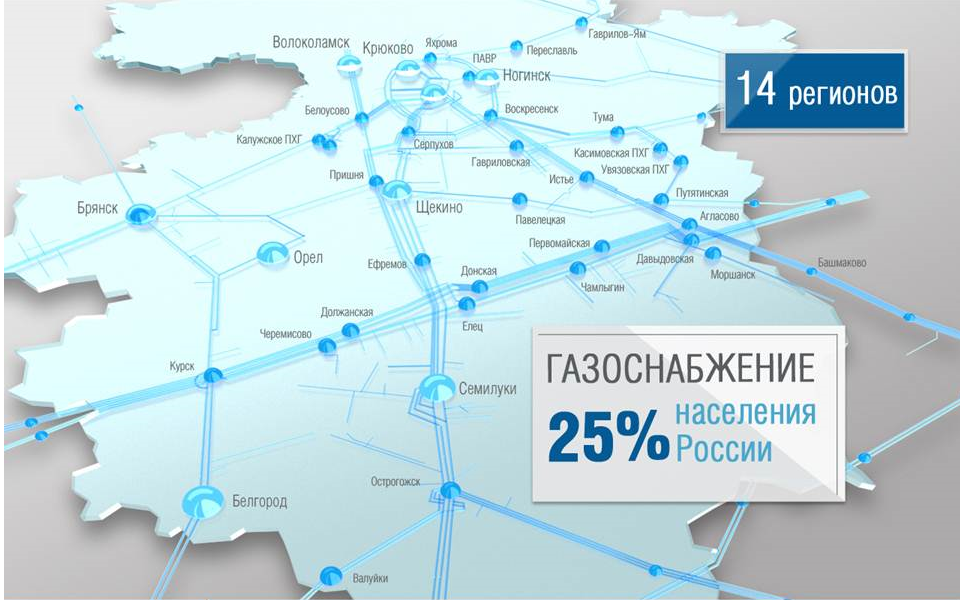 Гаврилов-Ям
Волоколамск
Крюково
Яхрома
Переславль
ПАВР
Ногинск
14 регионов
Белоусово
Воскресенск
Тума
Калужское ПХГ
Серпухов
Гавриловская
Касимовская ПХГ
Увязовская ПХГ
Пришня
Истье
Путятинская
Брянск
Щекино
Павелецкая
Агласово
Орел
Ефремов
Первомайская
Давыдовская
Моршанск
Башмаково
Донская
Чамлыгин
Должанская
Елец
Черемисово
Курск
Семилуки
ГАЗОСНАБЖЕНИЕ
25% населения
России
Острогожск
Белгород
Валуйки